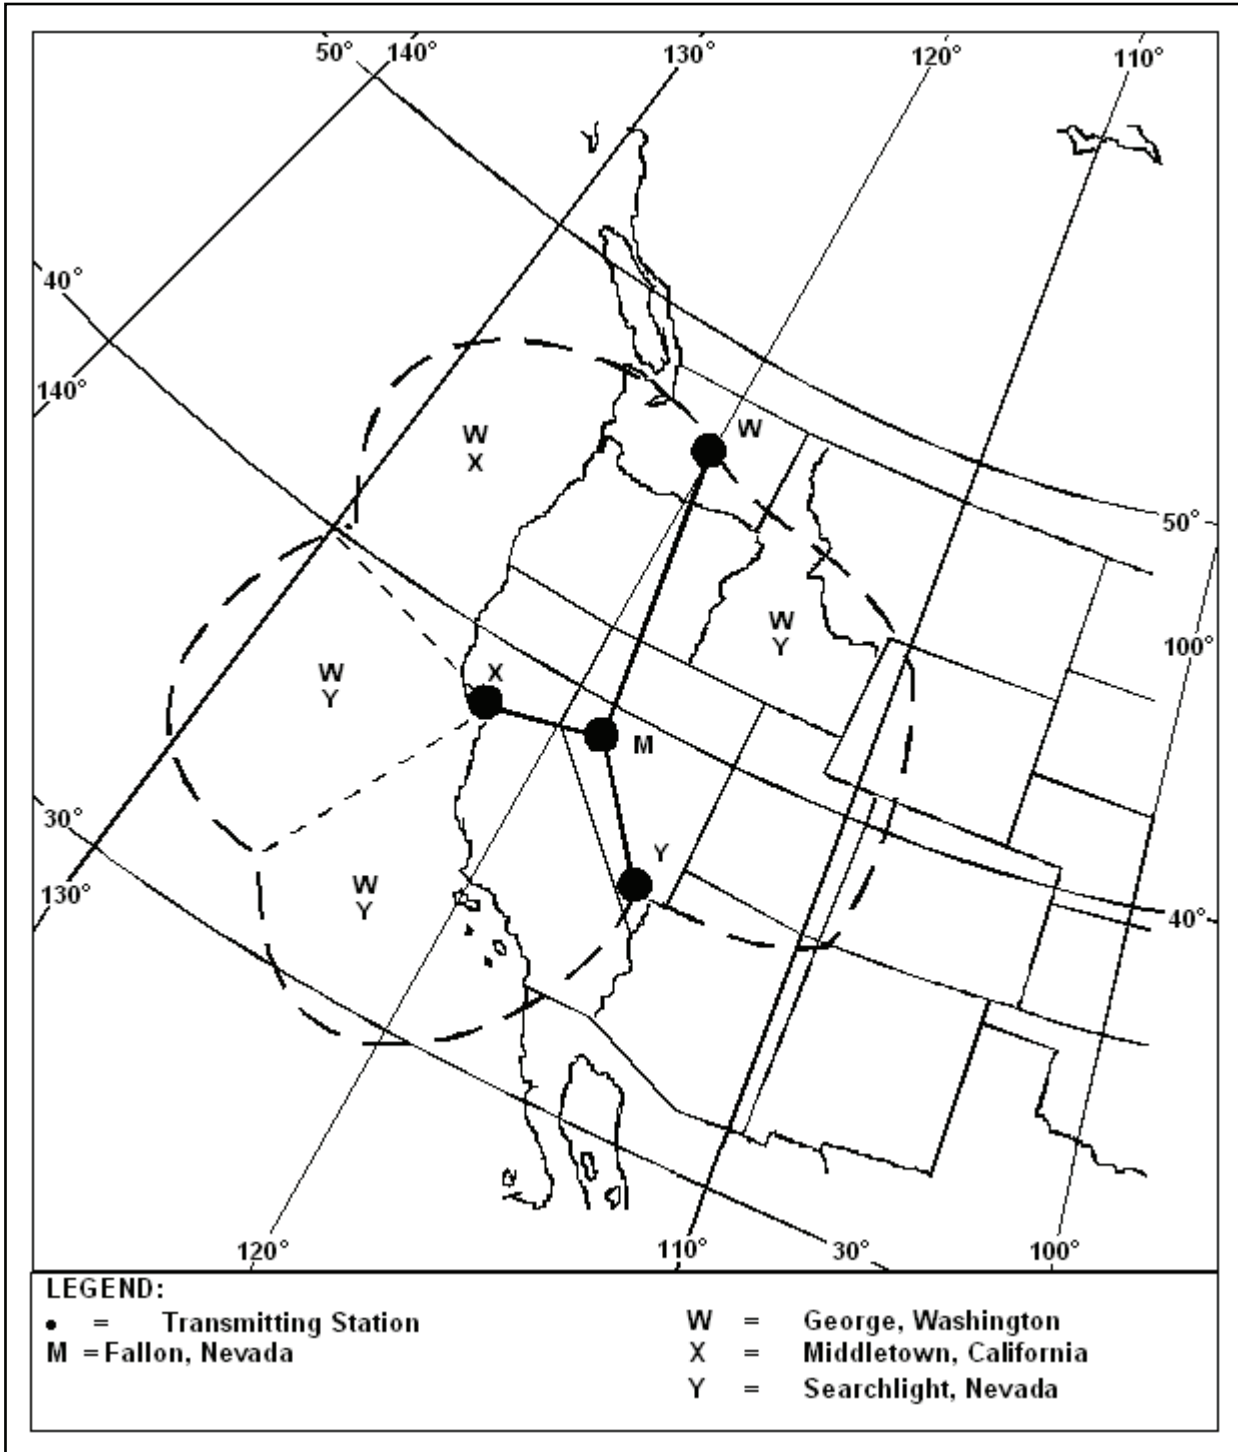 50° 140° 130° 120° 110°
40°
140°
W
W
X
50°
W
Y
100°
X
W
Y
M
30°
Y
W
Y
130°
40°
120° 110° 30° 100°
LEGEND:
• = Transmitting Station
M = Fallon, Nevada
W = George, Washington
X = Middletown, California
Y = Searchlight, Nevada